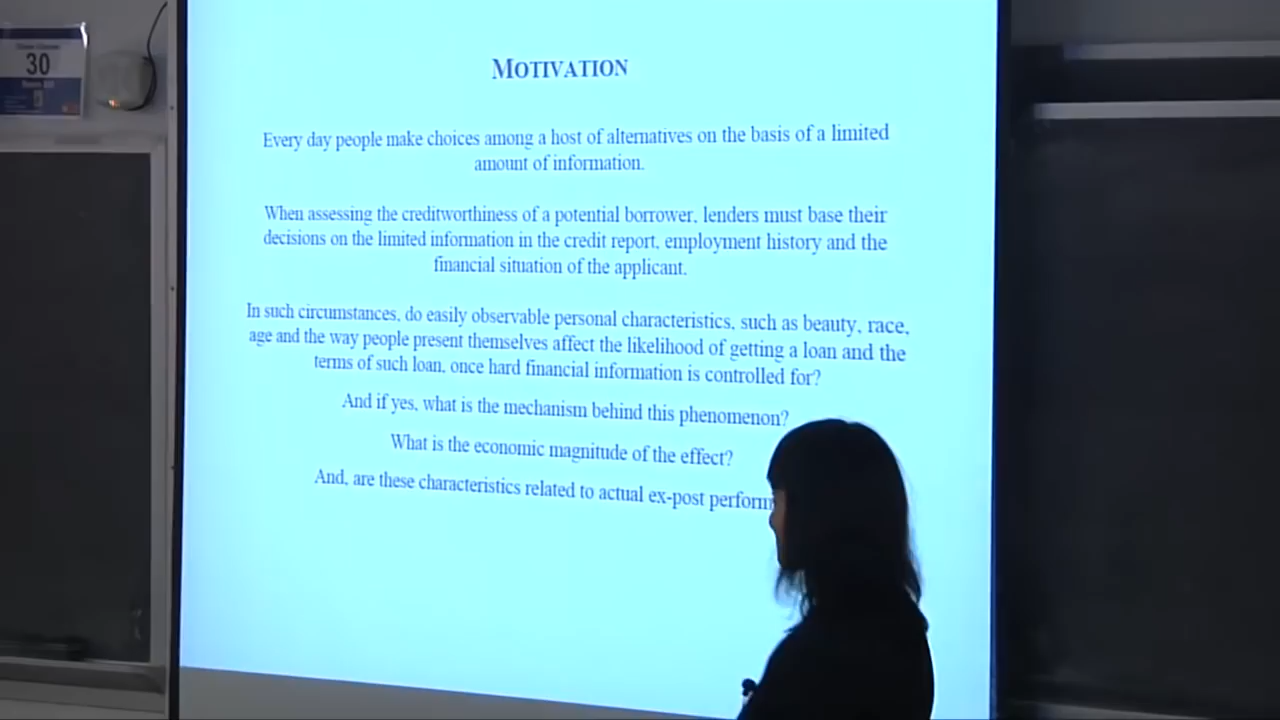 30
MOTIVATION
Every day people make choices among a host of alternatives on the basis of a limited
amount of information.
When assessing the creditworthiness of a potential borrower, lenders must base their
decisions on the limited information in the credit report, employment history and the
financial situation of the applicant.
In such circumstances, do easily observable personal characteristics, such as beauty, race,
age and the way people present themselves affect the likelihood of getting a loan and the
terms of such loan, once hard financial information is controlled for?
And if yes, what is the mechanism behind this phenomenon?
What is the economic magnitude of the effect?
And, are these characteristics related to actual ex-post perform